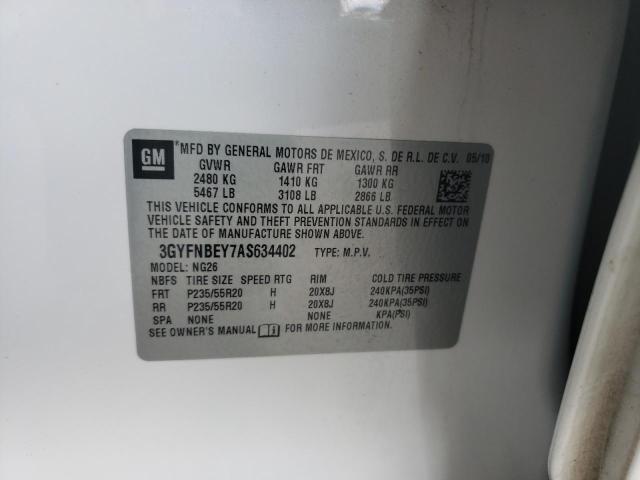 GM
*MFD BY GENERAL MOTORS DE MEXICO, S. DE R.L. DE C.V. 05/10
GVWR GAWR FRT GAWR RR
2480 KG 1410 KG 1300 KG
5467 LB 3108 LB 2866 LB
THIS VEHICLE CONFORMS TO ALL APPLICABLE U.S. FEDERAL MOTOR
VEHICLE SAFETY AND THEFT PREVENTION STANDARDS IN EFFECT ON
THE DATE OF MANUFACTURE SHOWN ABOVE.
3GYFNBEY7AS634402 TYPE: M.P.V.
MODEL: NG26
NBFS TIRE SIZE SPEED RTG RIM COLD TIRE PRESSURE
FRT P235/55R20 H 20X8J 240KPA(35PSI)
RR P235/55R20 H 20X8J 240KPA(35PSI)
SPA NONE NONE KPA(PSI)
SEE OWNER'S MANUAL FOR MORE INFORMATION.